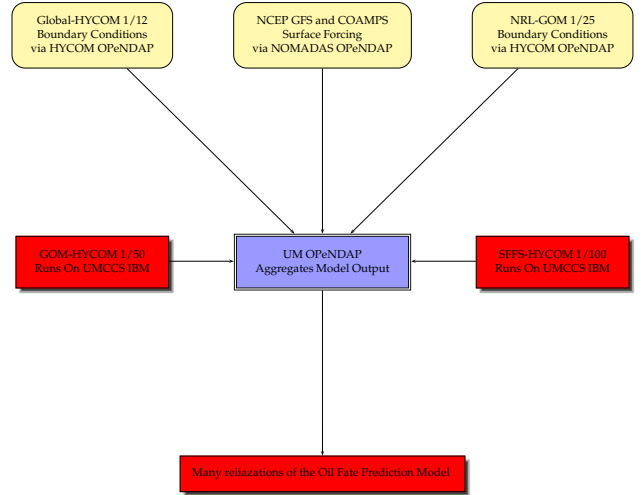 Global-HYCOM 1/12
Boundary Conditions
via HYCOM OPeNDAP
NCEP GFS and COAMPS
Surface Forcing
via NOMADAS OPeNDAP
NRL-GOM 1/25
Boundary Conditions
via HYCOM OPeNDAP
GOM-HYCOM 1/50
Runs On UMCCS IBM
UM OPeNDAP
Aggregates Model Output
SFFS-HYCOM 1/100
Runs On UMCCS IBM
Many reliazations of the Oil Fate Prediction Model